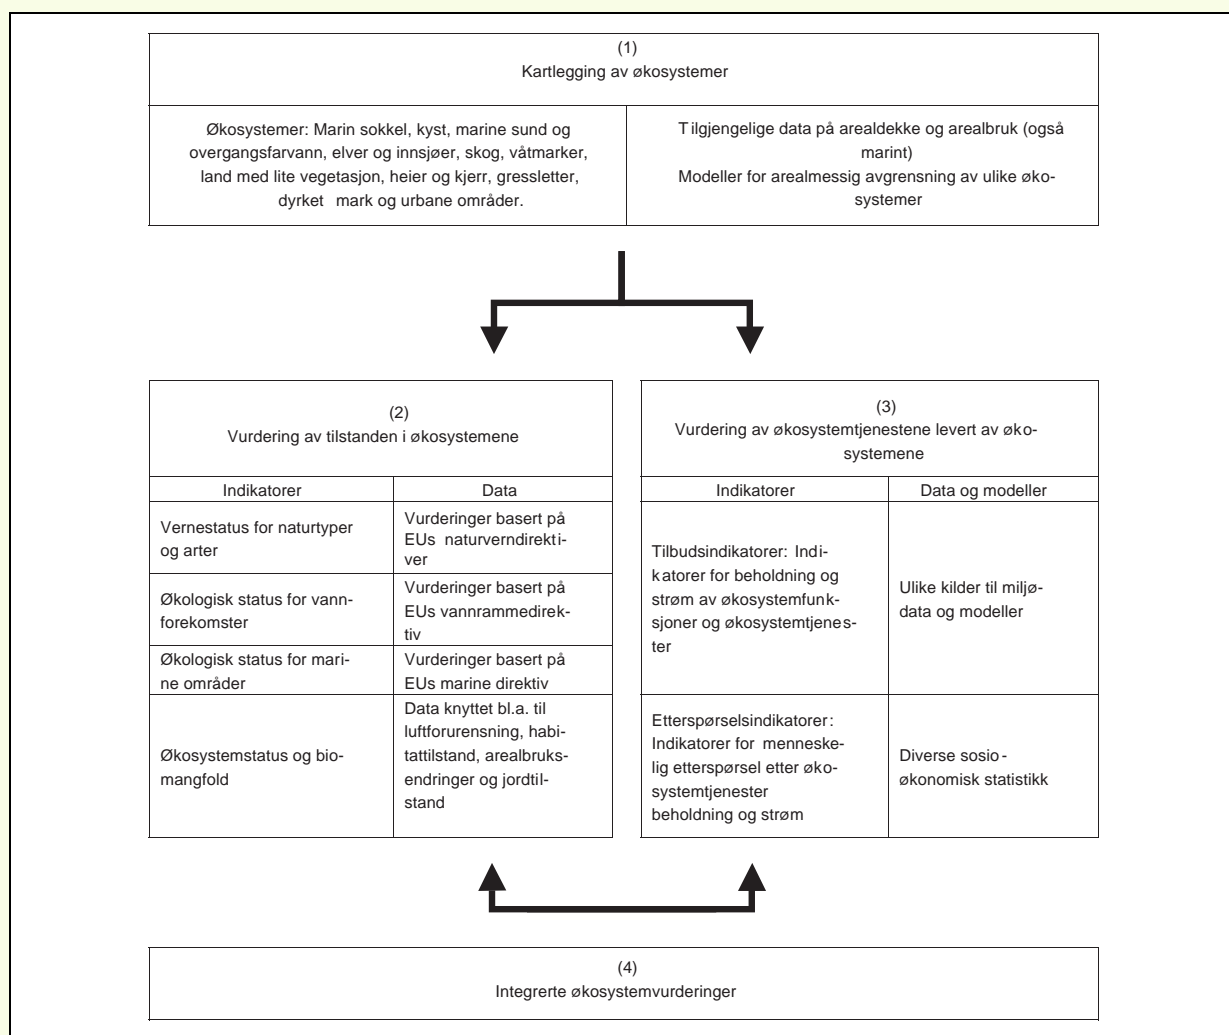 (1)
Kartlegging av økosystemer
Økosystemer: Marin sokkel, kyst, marine sund og
overgangsfarvann, elver og innsjøer, skog, våtmarker,
land med lite vegetasjon, heier og kjerr, gressletter,
dyrket mark og urbane områder.
Tilgjengelige data på arealdekke og arealbruk (også
marint)
Modeller for arealmessig avgrensning av ulike øko-
systemer
(2)
Vurdering av tilstanden i økosystemene
Indikatorer
Data
Vernestatus for naturtyper
og arter
Vurderinger basert på
EUs naturverndirekti-
ver
Økologisk status for vann-
forekomster
Vurderinger basert på
EUs vannrammedirek-
tiv
Økologisk status for mari-
ne områder
Vurderinger basert på
EUs marine direktiv
Økosystemstatus og bio-
mangfold
Data knyttet bl.a. til
luftforurensning, habi-
tattilstand, arealbruks-
endringer og jordtil-
stand
(3)
Vurdering av økosystemtjenestene levert av øko-
systemene
Indikatorer
Data og modeller
Tilbudsindikatorer: Indi-
katorer for beholdning og
strøm av økosystemfunk-
sjoner og økosystemtjenes-
ter
Ulike kilder til miljø-
data og modeller
Etterspørselsindikatorer:
Indikatorer for menneske-
lig etterspørsel etter øko-
systemtjenester
beholdning og strøm
Diverse sosio-
økonomisk statistikk
(4)
Integrerte økosystemvurderinger